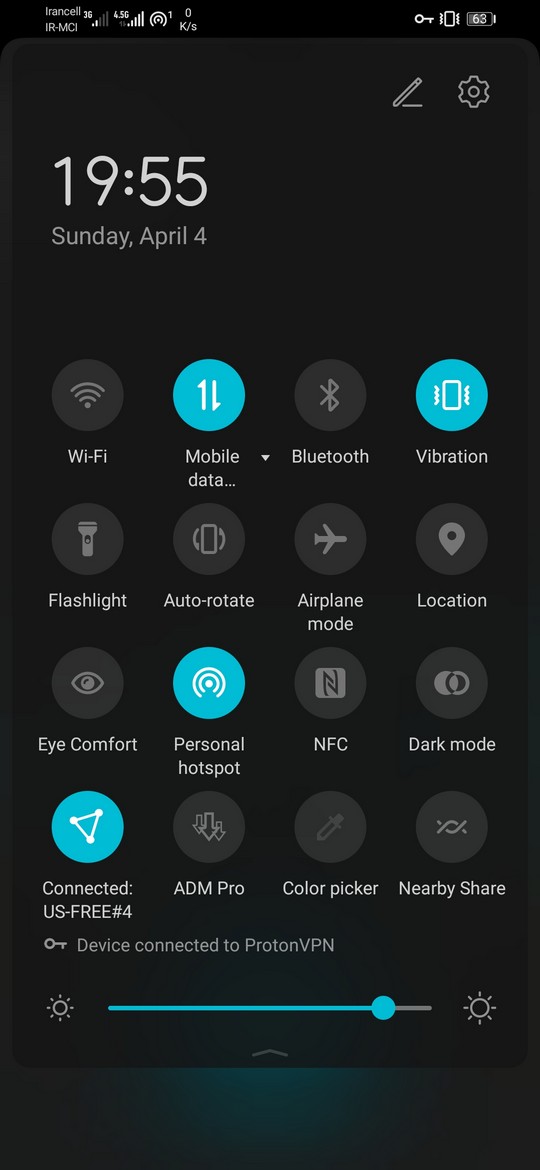 Irancell 3G 4.5G 1 0 63
IR-MCI K/s
19:55
Sunday, April 4
Wi-Fi
Mobile
data...
Bluetooth
Vibration
Flashlight
Auto-rotate
Airplane
mode
Location
Eye Comfort
Personal
hotspot
NFC
Dark mode
Connected:
US-FREE#4
ADM Pro
Color picker
Nearby Share
Device connected to ProtonVPN